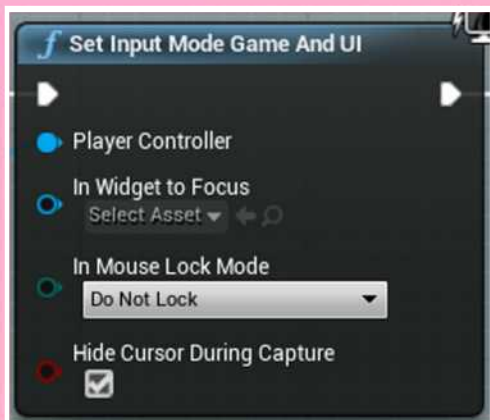 f Set Input Mode Game And UI
Player Controller
In Widget to Focus
Select Asset
In Mouse Lock Mode
Do Not Lock
Hide Cursor During Capture